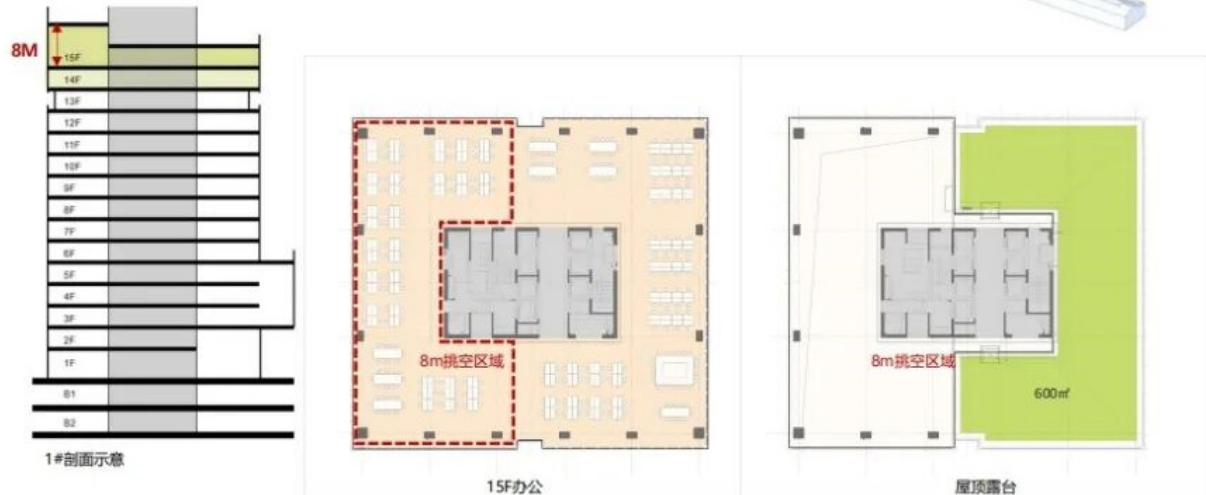 8M
15F
14F
13F
12F
11F
10F
9F
8F
7F
6F
5F
4F
3F
2F
1F
B1
B2
1#剖面示意
8m挑空区域
15F办公
8m挑空区域
600㎡
屋顶露台